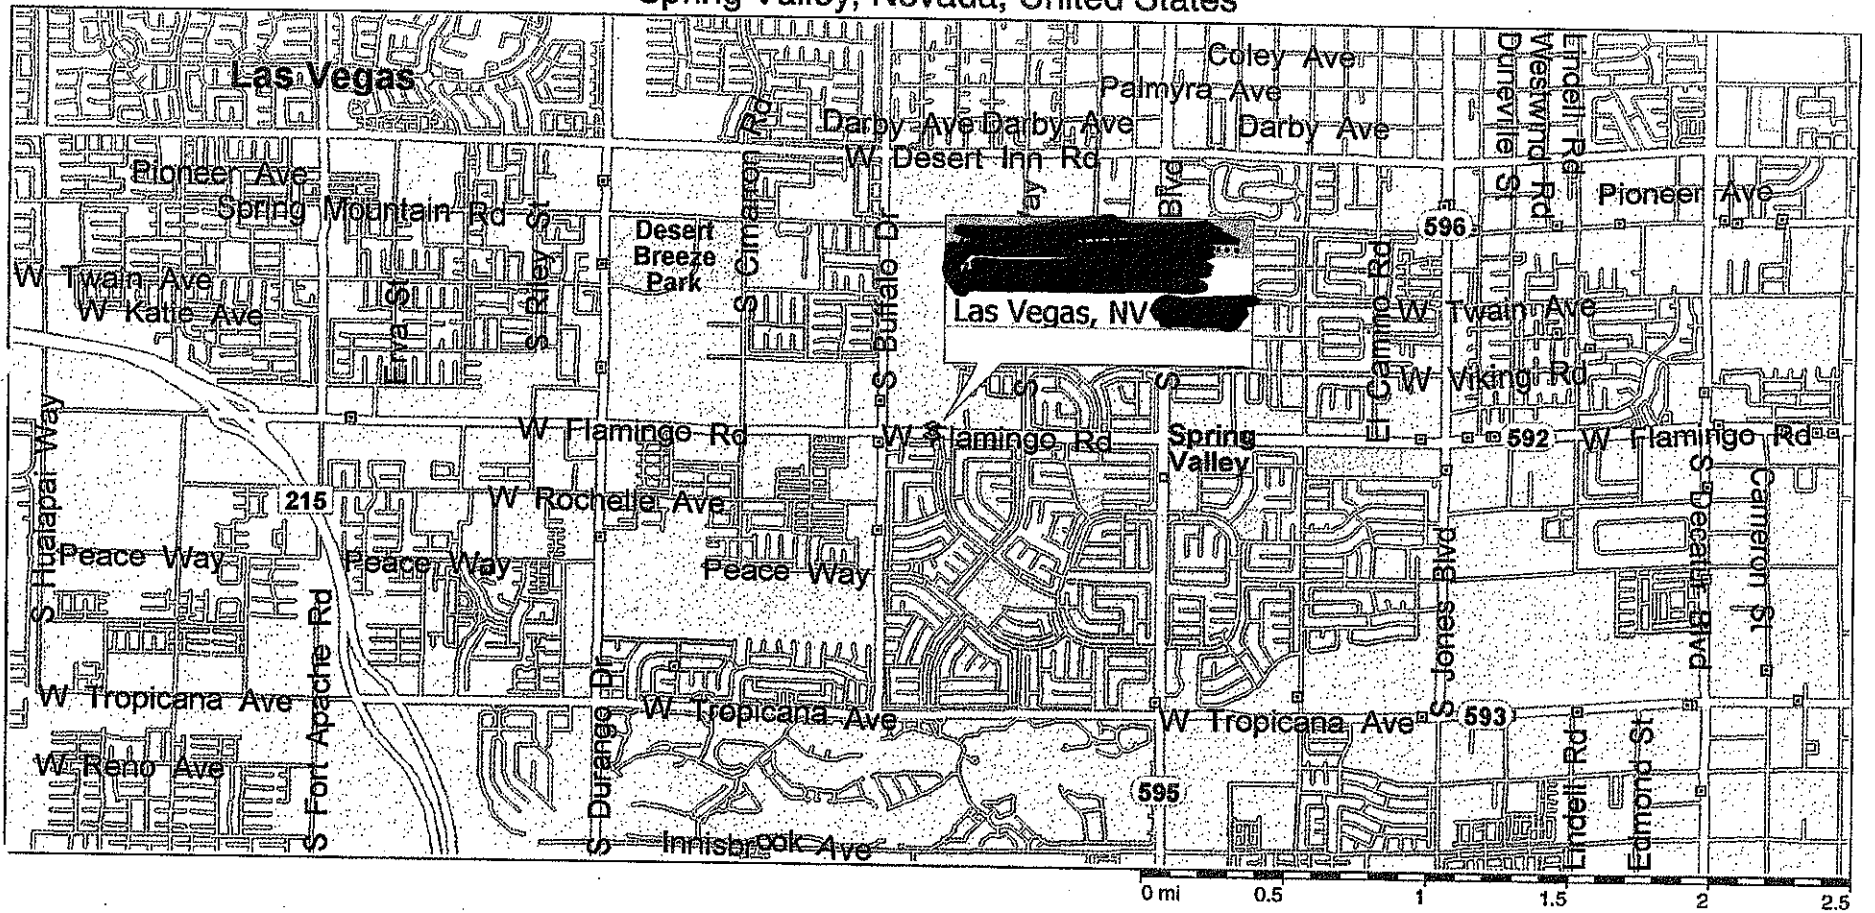 Spring Valley, Nevada, United States
Coley Ave
Las Vegas
Palmyra Ave
Duneville St
Westwind Rd
Lindell Rd
S Cimarron Rd
Darby Ave
Darby Ave
Darby Ave
W Desert Inn Rd
Pioneer Ave
Pioneer Ave
Spring Mountain Rd
S Riley St
Desert
Breeze
Park
S Buffalo Dr
Blvd
S
S
596
W Twain Ave
W Katie Ave
Erva St
Las Vegas, NV
El Camino Rd
W Twain Ave
W Viking Rd
S Hualapai Way
W Flamingo Rd
W Flamingo Rd
Spring
Valley
592
W Flamingo Rd
215
W Rochelle Ave
S Decatur Blvd
Cameron St
Peace Way
Peace Way
Peace Way
S Jones Blvd
S Fort Apache Rd
W Tropicana Ave
S Durango Dr
W Tropicana Ave
W Tropicana Ave
593
W Reno Ave
595
Lindell Rd
Edmond St
Innisbrook Ave
0 mi 0.5 1 1.5 2 2.5